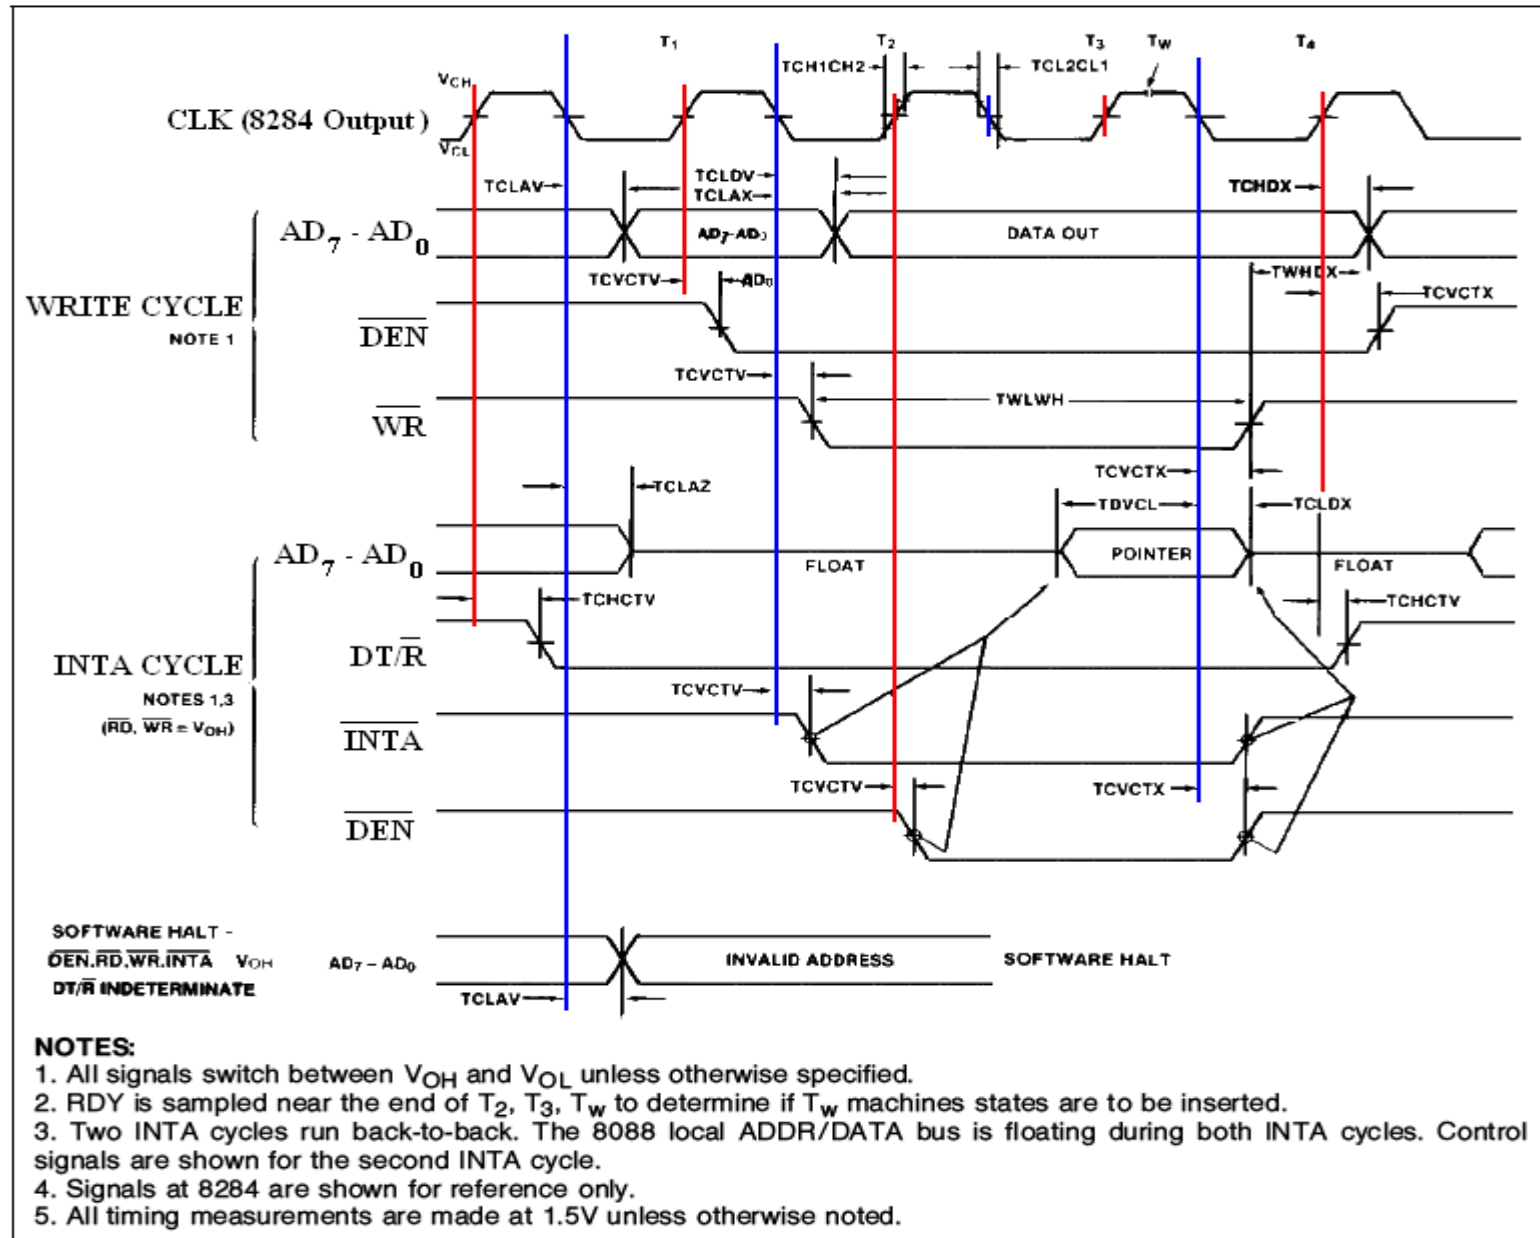 T1 T2 T3 TW T4
TCH1CH2 TCL2CL1
VCH
CLK (8284 Output)
VCL
TCLAV TCLDV TCHDX
TCLAX
AD7 - AD0 AD7-AD0 DATA OUT
TCVCTV AD0 TWHDX
TCVCTX
WRITE CYCLE
NOTE 1
DEN
TCVCTV
TWLWH
WR
TCVCTX
TCLAZ
TDVCL TCLDX
AD7 - AD0 FLOAT POINTER FLOAT
TCHCTV TCHCTV
INTA CYCLE
DT/R
NOTES 1,3
(RD, WR = VOH)
TCVCTV
INTA
TCVCTV TCVCTX
DEN
SOFTWARE HALT -
DEN,RD,WR,INTA VOH
DT/R INDETERMINATE
AD7 – AD0 INVALID ADDRESS SOFTWARE HALT
TCLAV
NOTES:
1. All signals switch between VOH and VOL unless otherwise specified.
2. RDY is sampled near the end of T2, T3, Tw to determine if Tw machines states are to be inserted.
3. Two INTA cycles run back-to-back. The 8088 local ADDR/DATA bus is floating during both INTA cycles. Control
signals are shown for the second INTA cycle.
4. Signals at 8284 are shown for reference only.
5. All timing measurements are made at 1.5V unless otherwise noted.